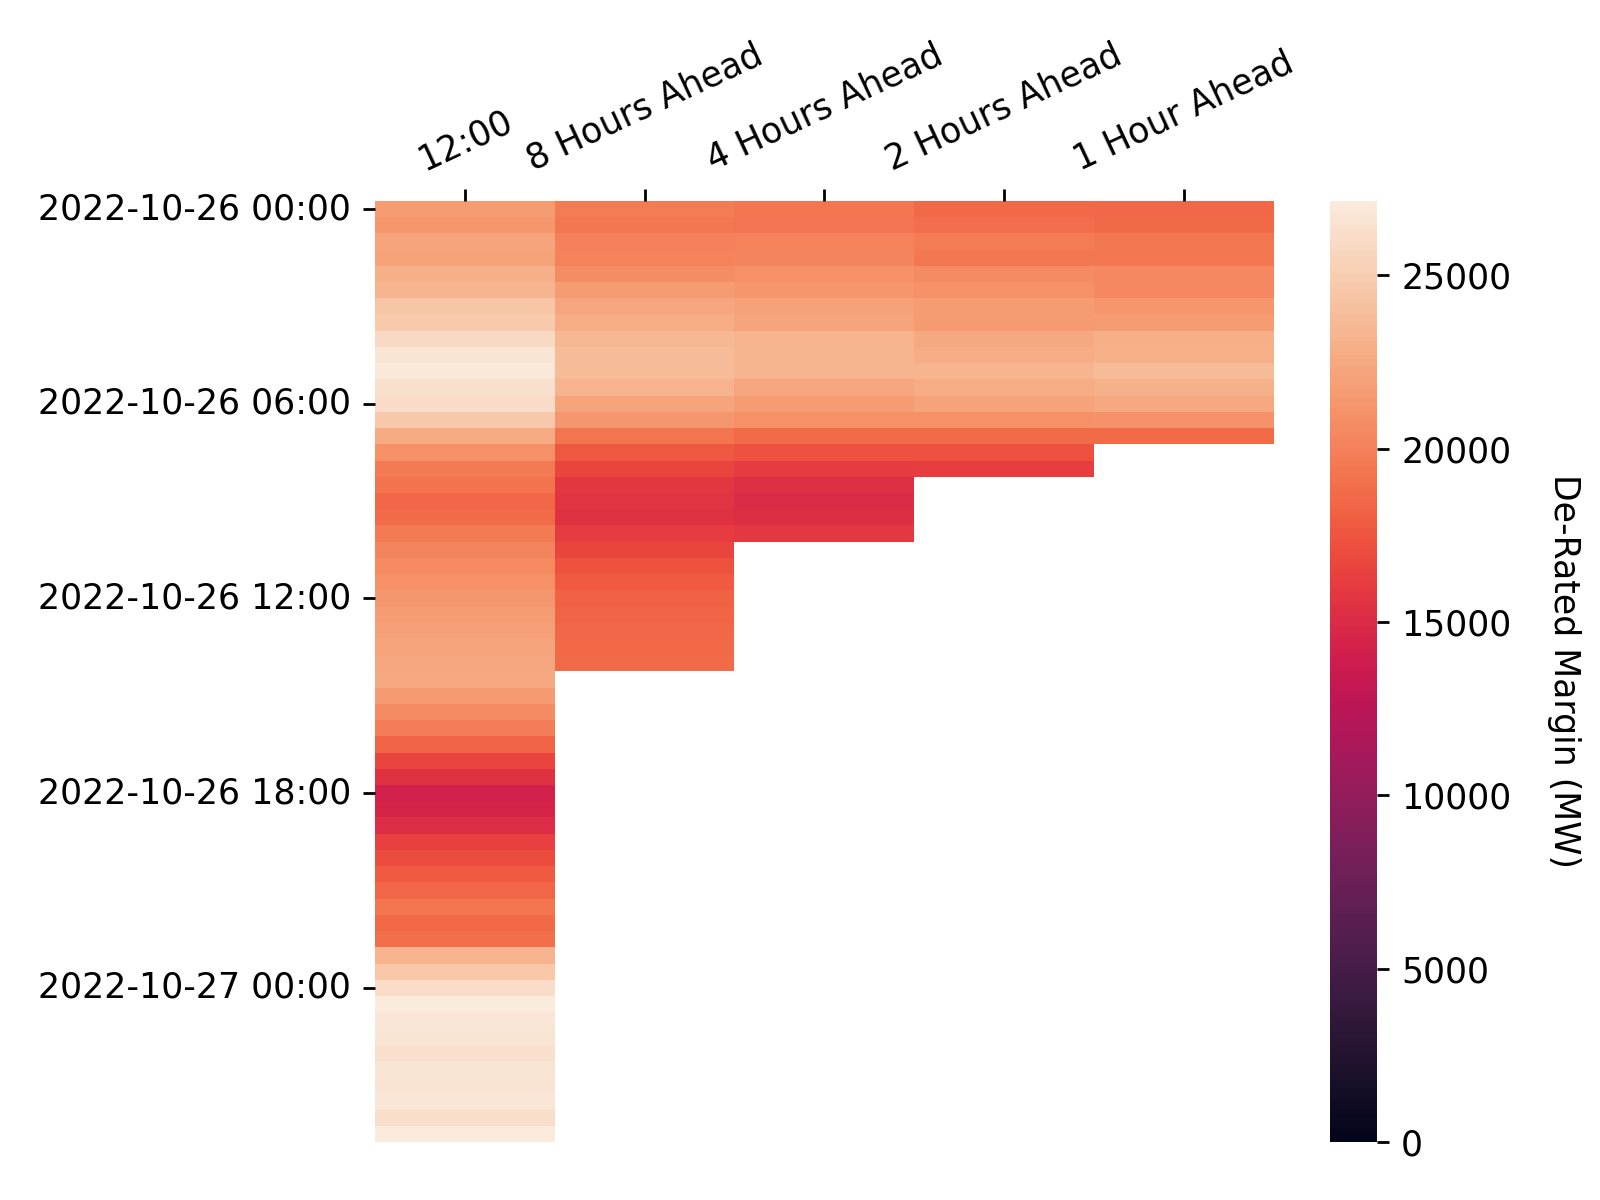 12:00
8 Hours Ahead
4 Hours Ahead
2 Hours Ahead
1 Hour Ahead
2022-10-26 00:00
2022-10-26 06:00
2022-10-26 12:00
2022-10-26 18:00
2022-10-27 00:00
25000
20000
15000
10000
5000
0
De-Rated Margin (MW)